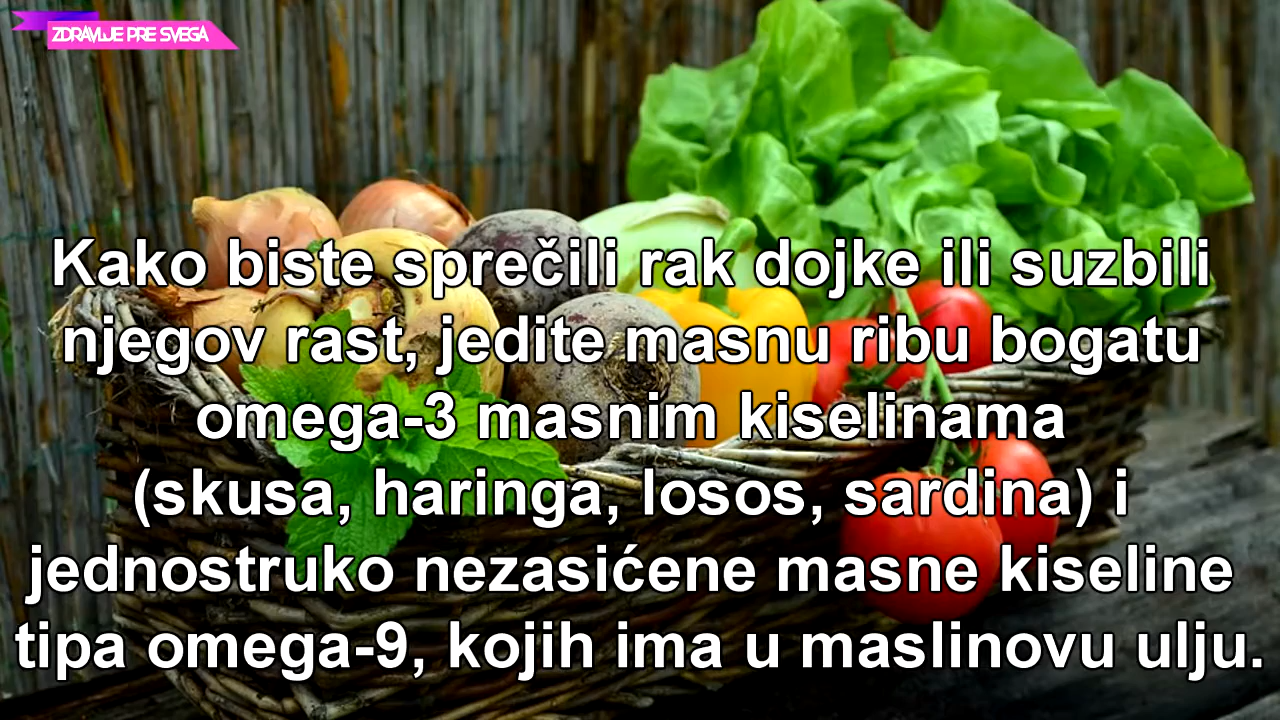 ZDRAVLJE PRE SVEGA
Kako biste sprečili rak dojke ili suzbili
njegov rast, jedite masnu ribu bogatu
omega-3 masnim kiselinama
(skusa, haringa, losos, sardina) i
jednostruko nezasićene masne kiseline
tipa omega-9, kojih ima u maslinovu ulju.